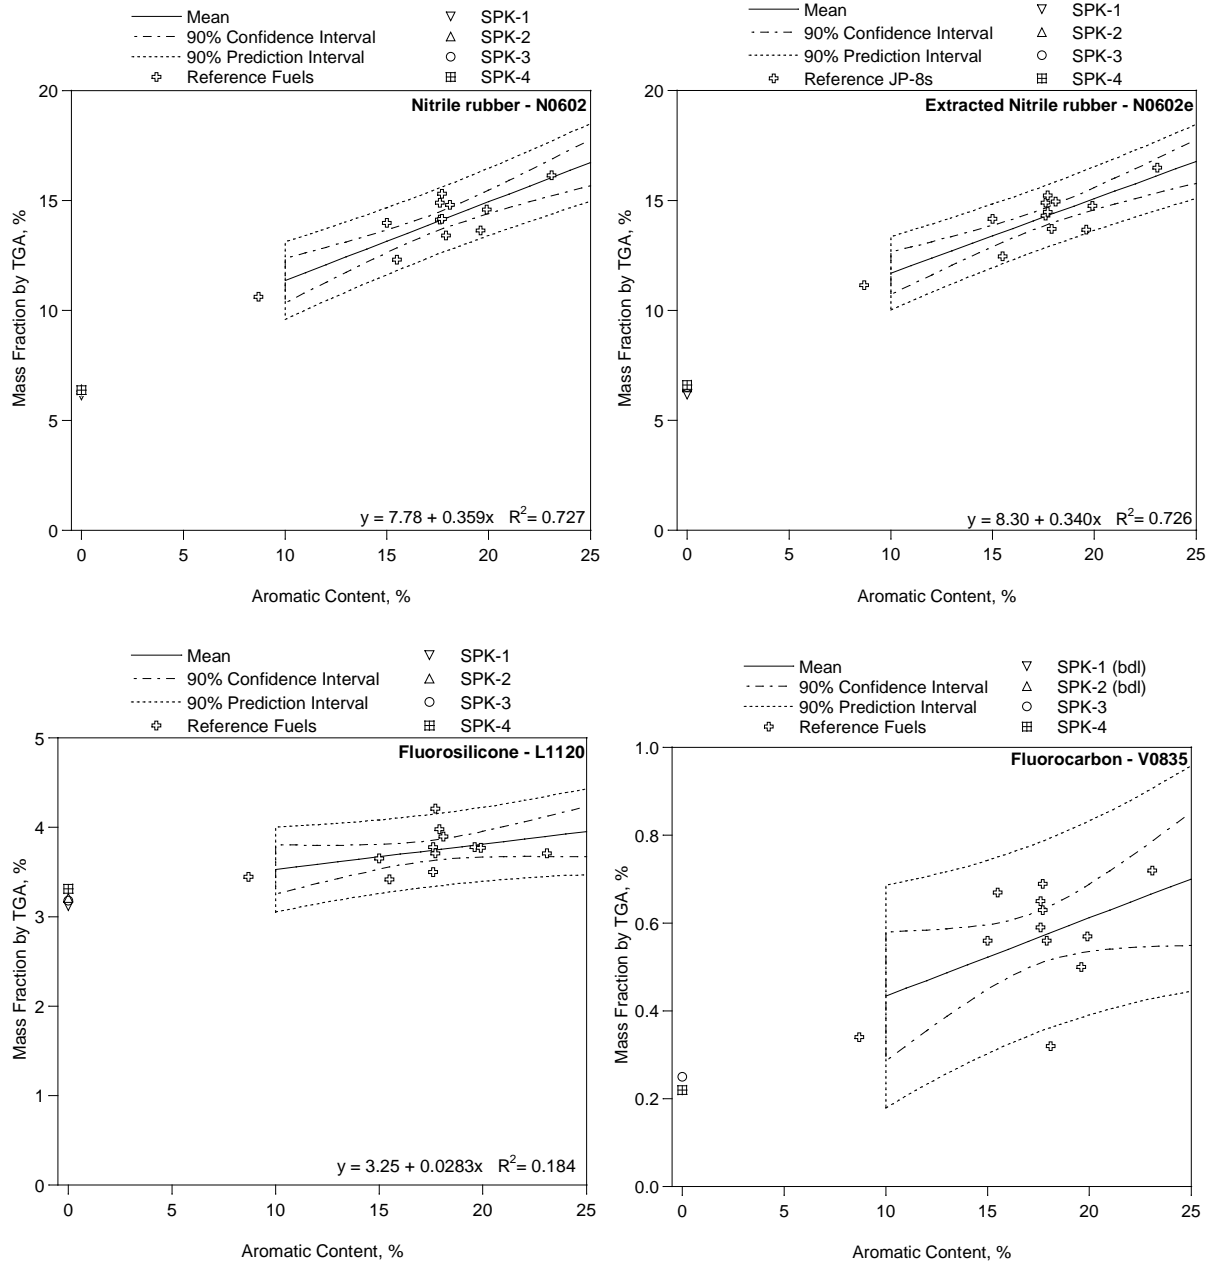 Mean
90% Confidence Interval
90% Prediction Interval
Reference Fuels
SPK-1
SPK-2
SPK-3
SPK-4
Nitrile rubber - N0602
20
15
10
5
0
Mass Fraction by TGA, %
y = 7.78 + 0.359x R²= 0.727
0 5 10 15 20 25
Aromatic Content, %
Mean
90% Confidence Interval
90% Prediction Interval
Reference JP-8s
SPK-1
SPK-2
SPK-3
SPK-4
Extracted Nitrile rubber - N0602e
20
15
10
5
0
Mass Fraction by TGA, %
y = 8.30 + 0.340x R²= 0.726
0 5 10 15 20 25
Aromatic Content, %
Mean
90% Confidence Interval
90% Prediction Interval
Reference Fuels
SPK-1
SPK-2
SPK-3
SPK-4
Fluorosilicone - L1120
5
4
3
2
1
0
Mass Fraction by TGA, %
y = 3.25 + 0.0283x R²= 0.184
0 5 10 15 20 25
Aromatic Content, %
Mean
90% Confidence Interval
90% Prediction Interval
Reference Fuels
SPK-1 (bdl)
SPK-2 (bdl)
SPK-3
SPK-4
Fluorocarbon - V0835
1.0
0.8
0.6
0.4
0.2
0.0
Mass Fraction by TGA, %
0 5 10 15 20 25
Aromatic Content, %